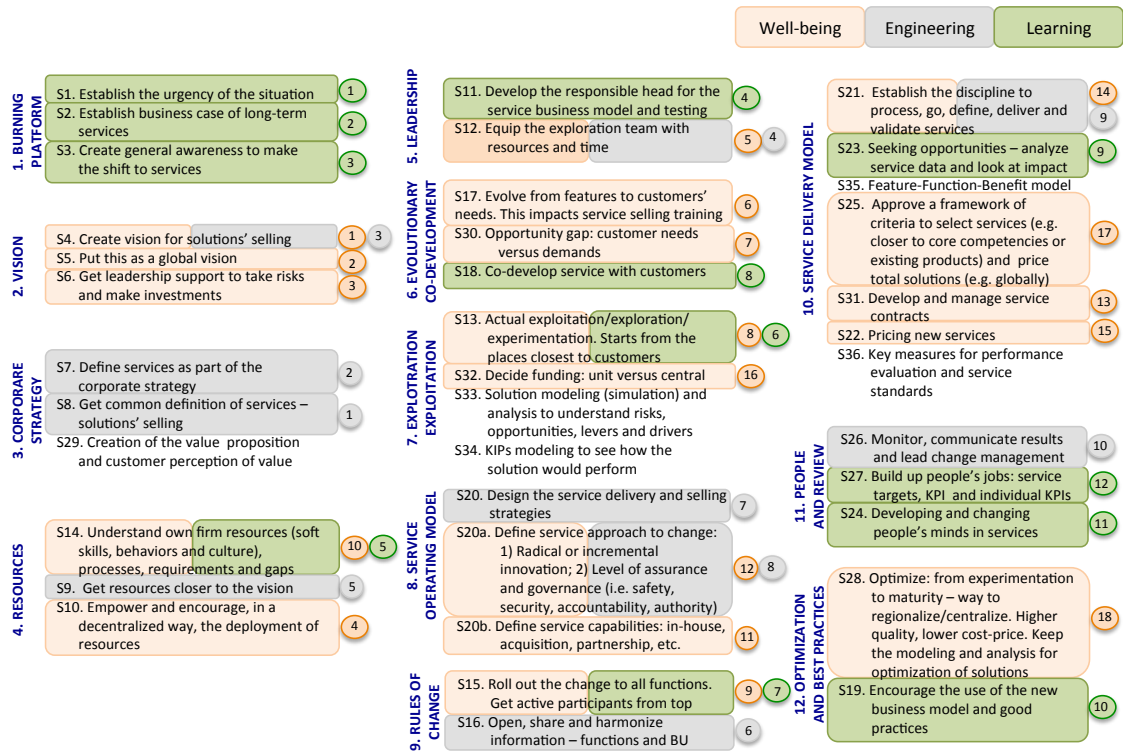 Well-being
Engineering
Learning
1. BURNING
PLATFORM
S1. Establish the urgency of the situation
1
S2. Establish business case of long-term
services
2
S3. Create general awareness to make
the shift to services
3
2. VISION
S4. Create vision for solutions' selling
1
3
S5. Put this as a global vision
2
S6. Get leadership support to take risks
and make investments
3
3. CORPORARE
STRATEGY
S7. Define services as part of the
corporate strategy
2
S8. Get common definition of services –
solutions' selling
1
S29. Creation of the value proposition
and customer perception of value
4. RESOURCES
S14. Understand own firm resources (soft
skills, behaviors and culture),
processes, requirements and gaps
10
5
S9. Get resources closer to the vision
5
S10. Empower and encourage, in a
decentralized way, the deployment of
resources
4
5. LEADERSHIP
S11. Develop the responsible head for the
service business model and testing
4
S12. Equip the exploration team with
resources and time
5
4
6. EVOLUTIONARY
CO-DEVELOPMENT
S17. Evolve from features to customers'
needs. This impacts service selling training
6
S30. Opportunity gap: customer needs
versus demands
7
S18. Co-develop service with customers
8
7. EXPLOTRATION
EXPLOITATION
S13. Actual exploitation/exploration/
experimentation. Starts from the
places closest to customers
8
6
S32. Decide funding: unit versus central
16
S33. Solution modeling (simulation) and
analysis to understand risks,
opportunities, levers and drivers
S34. KIPs modeling to see how the
solution would perform
8. SERVICE
OPERATING MODEL
S20. Design the service delivery and selling
strategies
7
S20a. Define service approach to change:
1) Radical or incremental
innovation; 2) Level of assurance
and governance (i.e. safety,
security, accountability, authority)
12
8
S20b. Define service capabilities: in-house,
acquisition, partnership, etc.
11
9. RULES OF
CHANGE
S15. Roll out the change to all functions.
Get active participants from top
9
7
S16. Open, share and harmonize
information – functions and BU
6
10. SERVICE DELIVERY MODEL
S21. Establish the discipline to
process, go, define, deliver and
validate services
14
9
S23. Seeking opportunities – analyze
service data and look at impact
9
S35. Feature-Function-Benefit model
S25. Approve a framework of
criteria to select services (e.g.
closer to core competencies or
existing products) and price
total solutions (e.g. globally)
17
S31. Develop and manage service
contracts
13
S22. Pricing new services
15
S36. Key measures for performance
evaluation and service
standards
11. PEOPLE
AND REVIEW
S26. Monitor, communicate results
and lead change management
10
S27. Build up people's jobs: service
targets, KPI and individual KPIs
12
S24. Developing and changing
people's minds in services
11
12. OPTIMIZATION
AND BEST PRACTICES
S28. Optimize: from experimentation
to maturity – way to
regionalize/centralize. Higher
quality, lower cost-price. Keep
the modeling and analysis for
optimization of solutions
18
S19. Encourage the use of the new
business model and good
practices
10